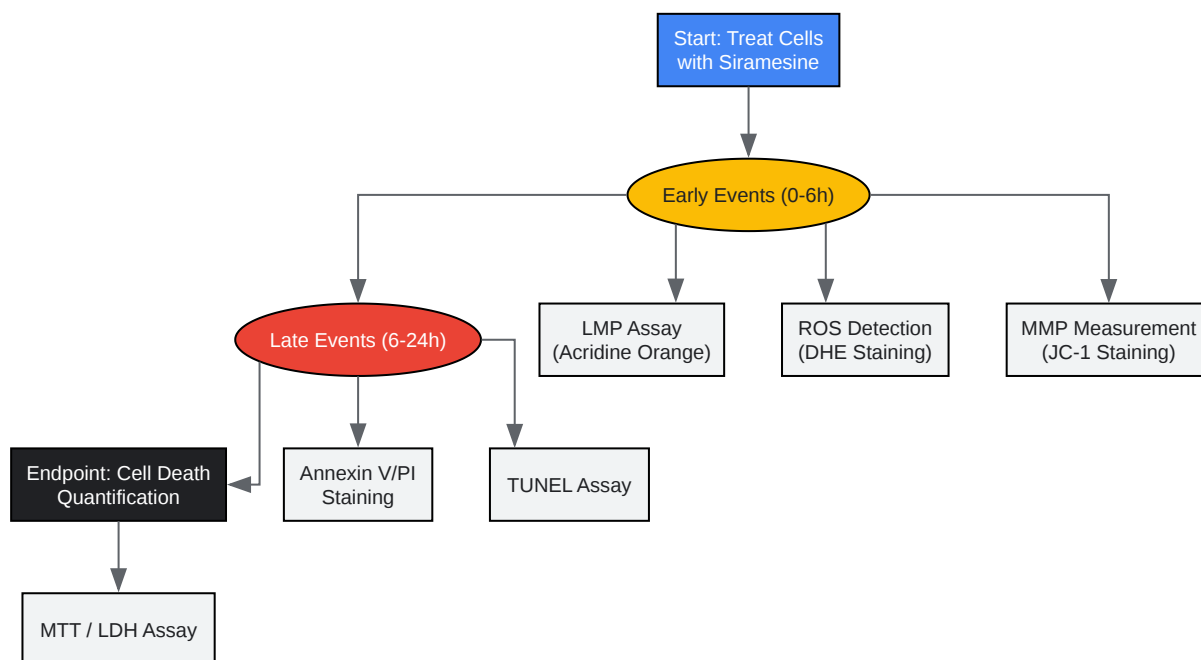 Start: Treat Cells
with Siramesine
Early Events (0-6h)
Late Events (6-24h)
LMP Assay
(Acridine Orange)
ROS Detection
(DHE Staining)
MMP Measurement
(JC-1 Staining)
Endpoint: Cell Death
Quantification
Annexin V/PI
Staining
TUNEL Assay
MTT / LDH Assay